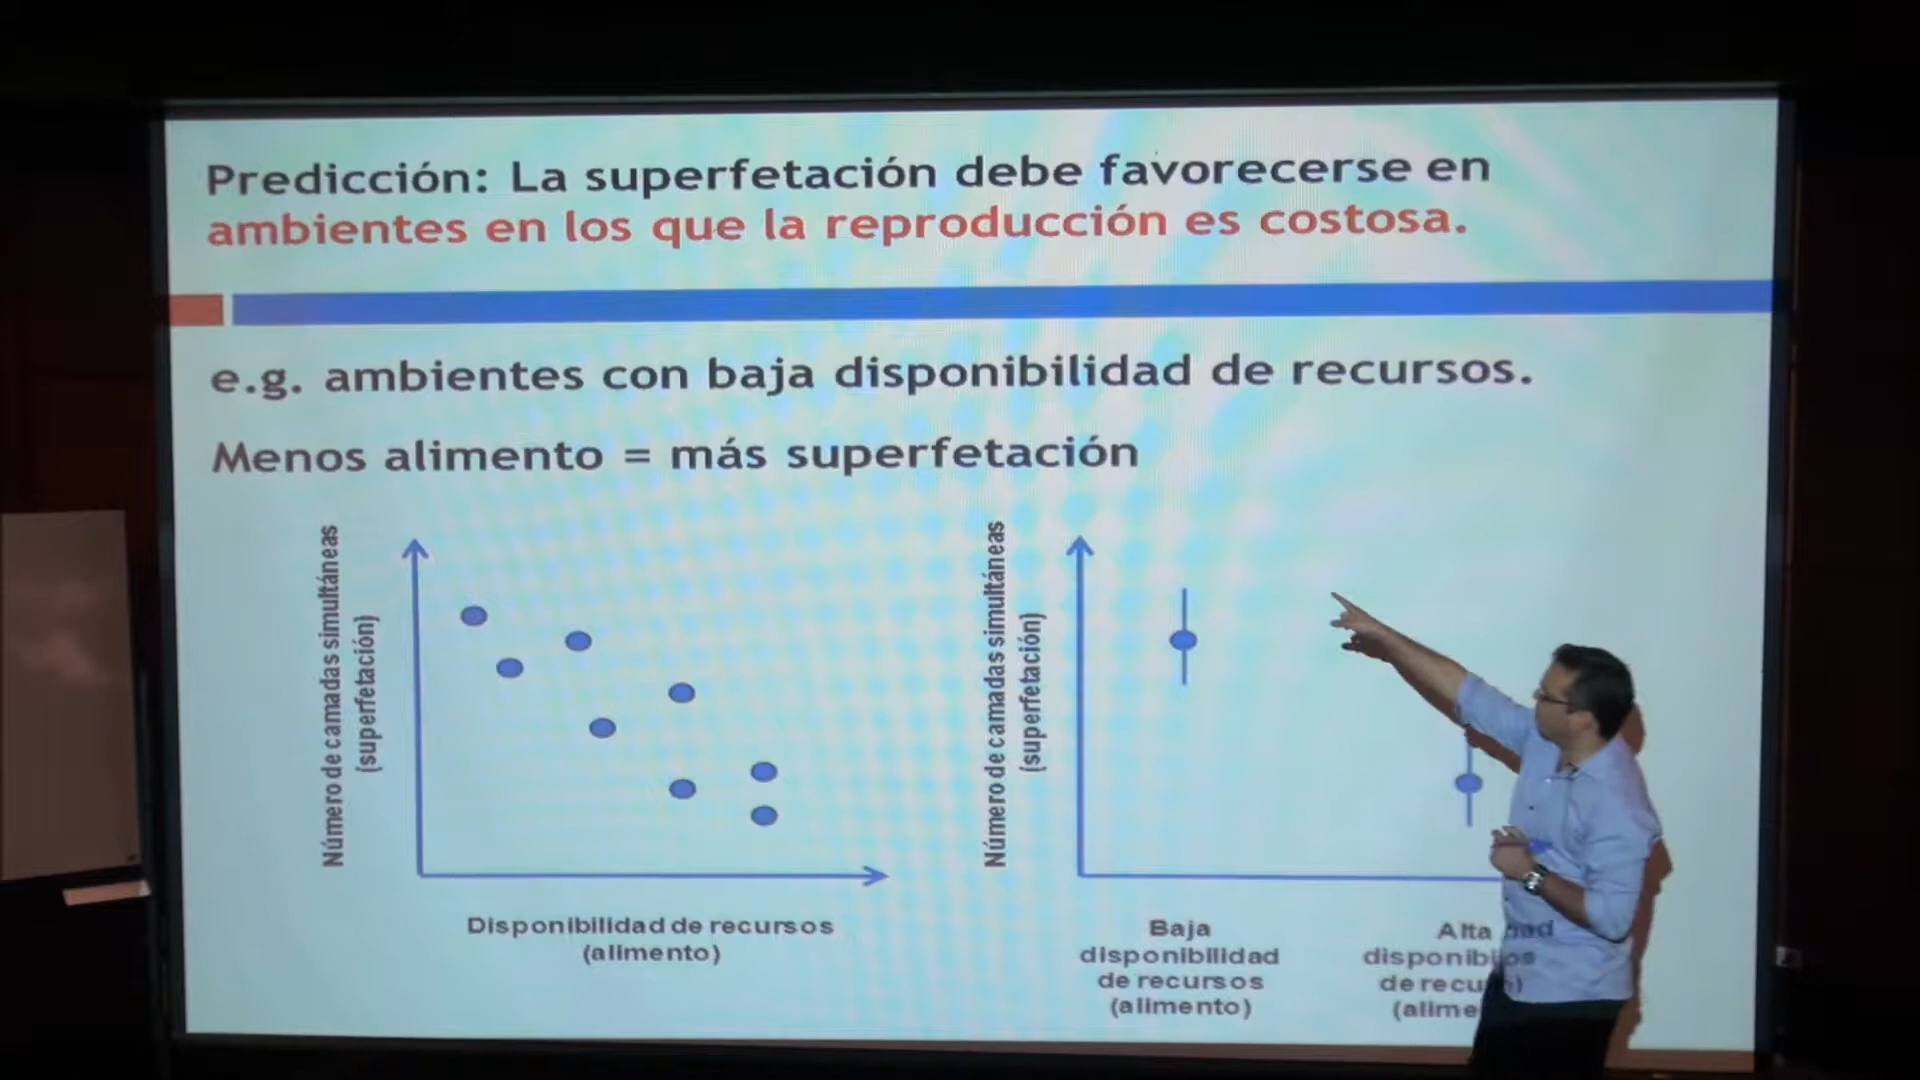 Predicción: La superfetación debe favorecerse en
ambientes en los que la reproducción es costosa.
e.g. ambientes con baja disponibilidad de recursos.
Menos alimento = más superfetación
Número de camadas simultáneas
(superfetación)
Disponibilidad de recursos
(alimento)
Número de camadas simultáneas
(superfetación)
Baja
disponibilidad
de recursos
(alimento)
Alta
de